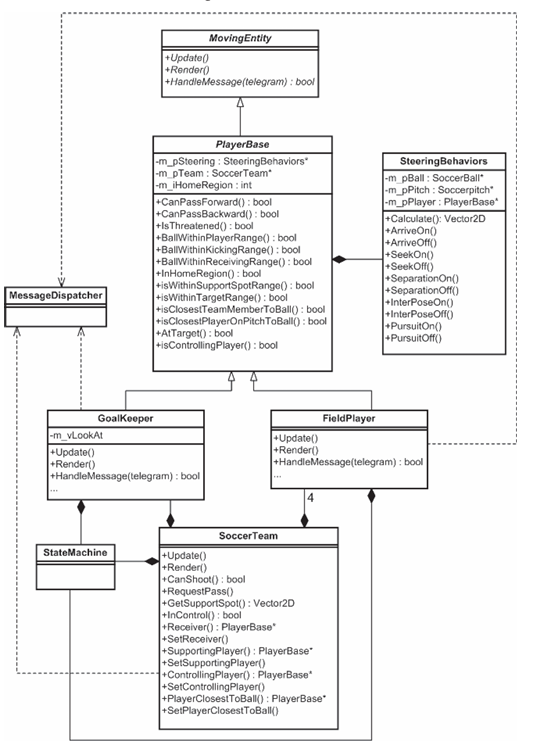 MovingEntity
+Update()
+Render()
+HandleMessage(telegram) : bool
PlayerBase
-m_pSteering : SteeringBehaviors*
-m_pTeam : SoccerTeam*
-m_iHomeRegion : int
+CanPassForward() : bool
+CanPassBackward() : bool
+IsThreatened() : bool
+BallWithinPlayerRange() : bool
+BallWithinKickingRange() : bool
+BallWithinReceivingRange() : bool
+InHomeRegion() : bool
+isWithinSupportSpotRange() : bool
+isWithinTargetRange() : bool
+isClosestTeamMemberToBall() : bool
+isClosestPlayerOnPitchToBall() : bool
+AtTarget() : bool
+isControllingPlayer() : bool
SteeringBehaviors
-m_pBall : SoccerBall*
-m_pPitch : Soccerpitch*
-m_pPlayer : PlayerBase*
+Calculate(): Vector2D
+ArriveOn()
+ArriveOff()
+SeekOn()
+SeekOff()
+SeparationOn()
+SeparationOff()
+InterPoseOn()
+InterPoseOff()
+PursuitOn()
+PursuitOff()
MessageDispatcher
GoalKeeper
-m_vLookAt
+Update()
+Render()
+HandleMessage(telegram) : bool
...
FieldPlayer
+Update()
+Render()
+HandleMessage(telegram) : bool
...
4
StateMachine
SoccerTeam
+Update()
+Render()
+CanShoot() : bool
+RequestPass()
+GetSupportSpot() : Vector2D
+InControl() : bool
+Receiver() : PlayerBase*
+SetReceiver()
+SupportingPlayer() : PlayerBase*
+SetSupportingPlayer()
+ControllingPlayer() : PlayerBase*
+SetControllingPlayer()
+PlayerClosestToBall() : PlayerBase*
+SetPlayerClosestToBall()